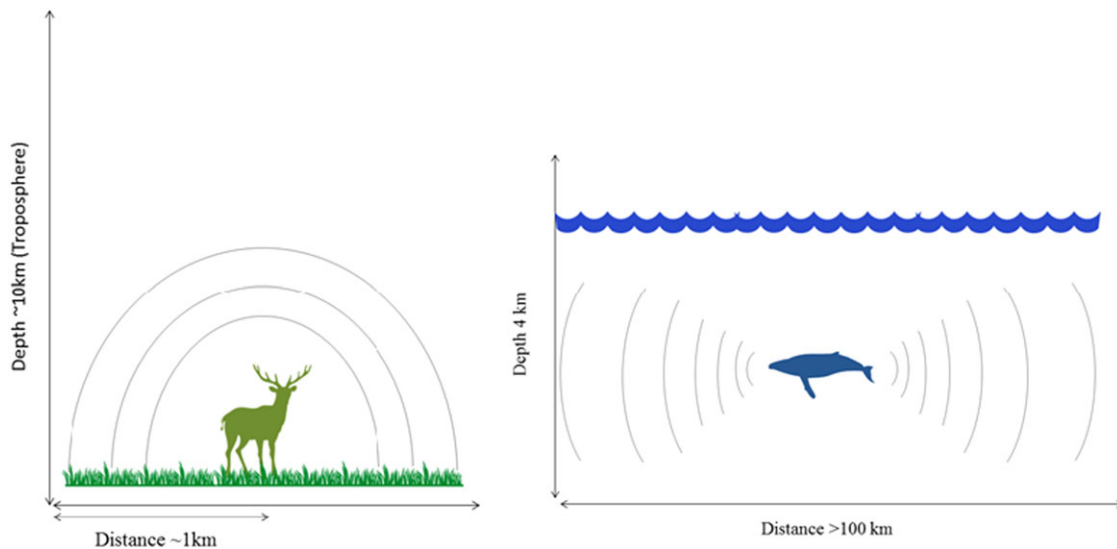 Depth ~10km (Troposphere)
Distance ~1km
Depth 4 km
Distance >100 km